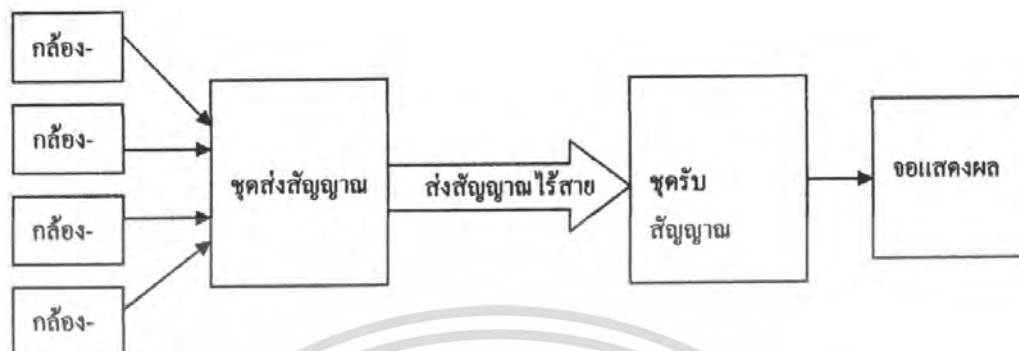 กล้อง-
กล้อง-
กล้อง-
กล้อง-
ชุดส่งสัญญาณ
ส่งสัญญาณไร้สาย
ชุดรับ
สัญญาณ
จอแสดงผล